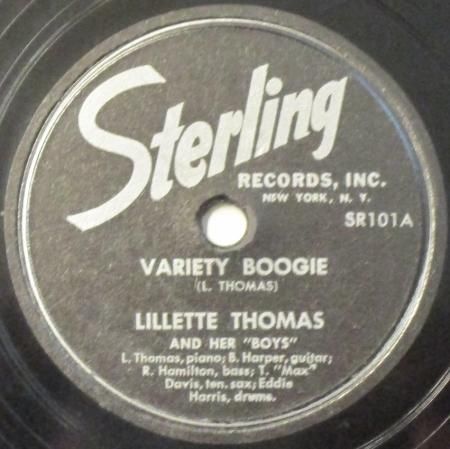 Sterling
RECORDS, INC.
NEW YORK, N. Y.
SR101A
VARIETY BOOGIE
(L. THOMAS)
LILLETTE THOMAS
AND HER "BOYS"
L. Thomas, piano; B. Harper, guitar;
R. Hamilton, bass; T. "Max"
Davis, ten. sax; Eddie
Harris, drums.